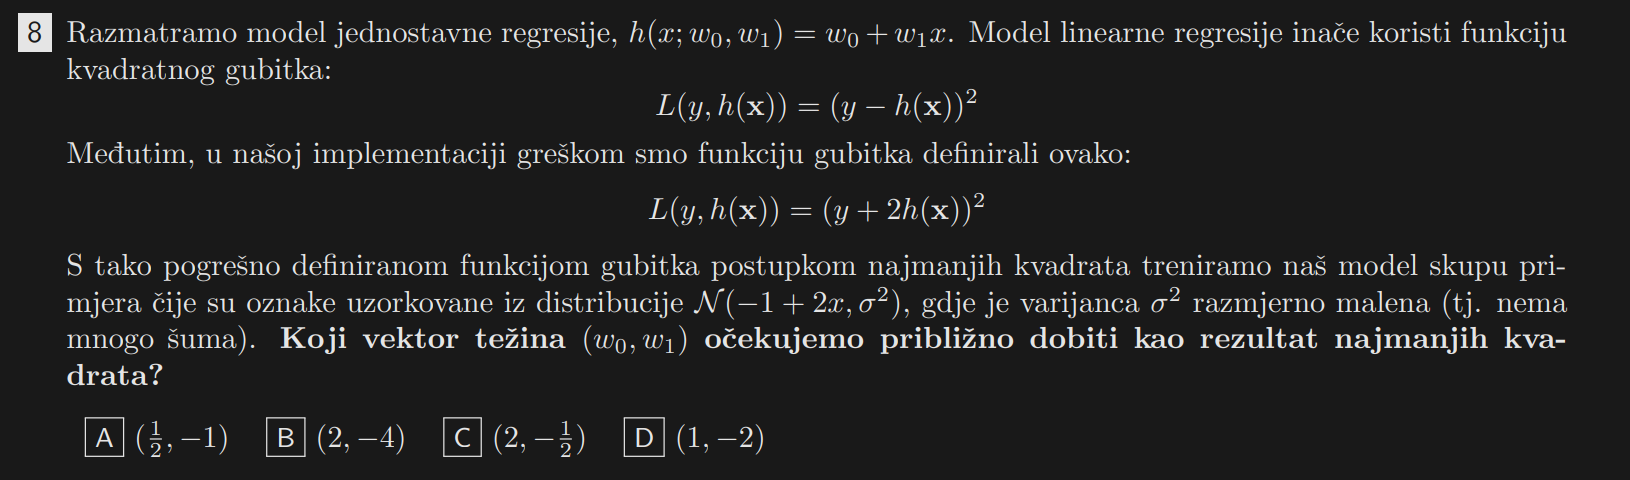 8 Razmatramo model jednostavne regresije, h(x; w₀, w₁) = w₀ + w₁x. Model linearne regresije inače koristi funkciju
kvadratnog gubitka:
L(y, h(𝐱)) = (y − h(𝐱))²
Međutim, u našoj implementaciji greškom smo funkciju gubitka definirali ovako:
L(y, h(𝐱)) = (y + 2h(𝐱))²
S tako pogrešno definiranom funkcijom gubitka postupkom najmanjih kvadrata treniramo naš model skupu pri-
mjera čije su oznake uzorkovane iz distribucije 𝒩(−1 + 2x, σ²), gdje je varijanca σ² razmjerno malena (tj. nema
mnogo šuma). Koji vektor težina (w₀, w₁) očekujemo približno dobiti kao rezultat najmanjih kva-
drata?
A (1/2, −1) B (2, −4) C (2, −1/2) D (1, −2)